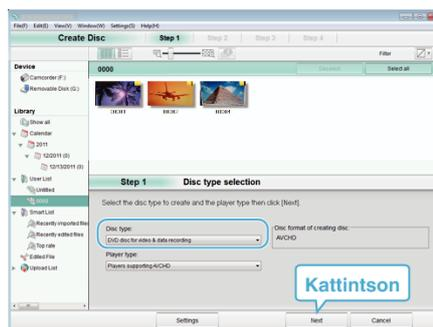 File(F) Edit(E) View(V) Window(W) Settings(S) Help(H)
Create Disc Step 1 Step 2 Step 3 Step 4
Filter
Device
Camcorder (F:)
Removable Disk (G:)
0000
Deselect
Select all
Library
Show all
Calendar
2011
12/2011 (0)
12/13/2011 (0)
User List
Untitled
0000
Smart List
Recently imported files
Recently edited files
Top rate
Edited File
Upload List
Step 1 Disc type selection
Select the disc type to create and the player type then click [Next].
Disc type:
DVD disc for video & data recording
Disc format of creating disc
AVCHD
Player type:
Players supporting AVCHD
Kattintson
Settings Next Cancel